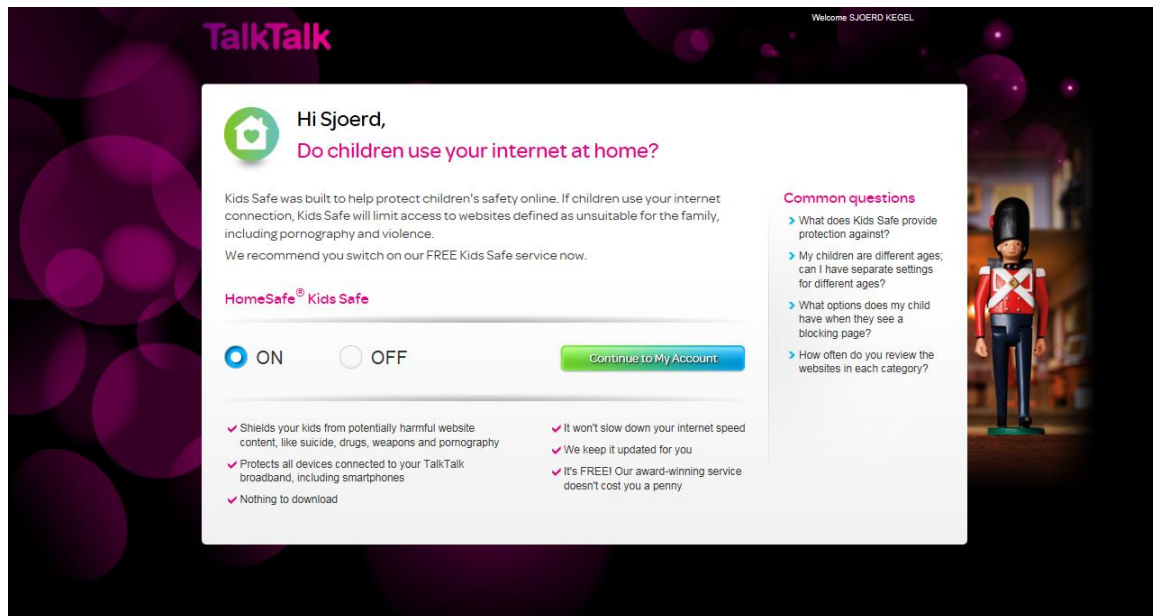 Welcome SJOERD KEGEL
TalkTalk
Hi Sjoerd,
Do children use your internet at home?
Kids Safe was built to help protect children's safety online. If children use your internet
connection, Kids Safe will limit access to websites defined as unsuitable for the family,
including pornography and violence.
We recommend you switch on our FREE Kids Safe service now.
HomeSafe® Kids Safe
ON
OFF
Continue to My Account
Shields your kids from potentially harmful website
content, like suicide, drugs, weapons and pornography
Protects all devices connected to your TalkTalk
broadband, including smartphones
Nothing to download
It won't slow down your internet speed
We keep it updated for you
It's FREE! Our award-winning service
doesn't cost you a penny
Common questions
What does Kids Safe provide
protection against?
My children are different ages;
can I have separate settings
for different ages?
What options does my child
have when they see a
blocking page?
How often do you review the
websites in each category?